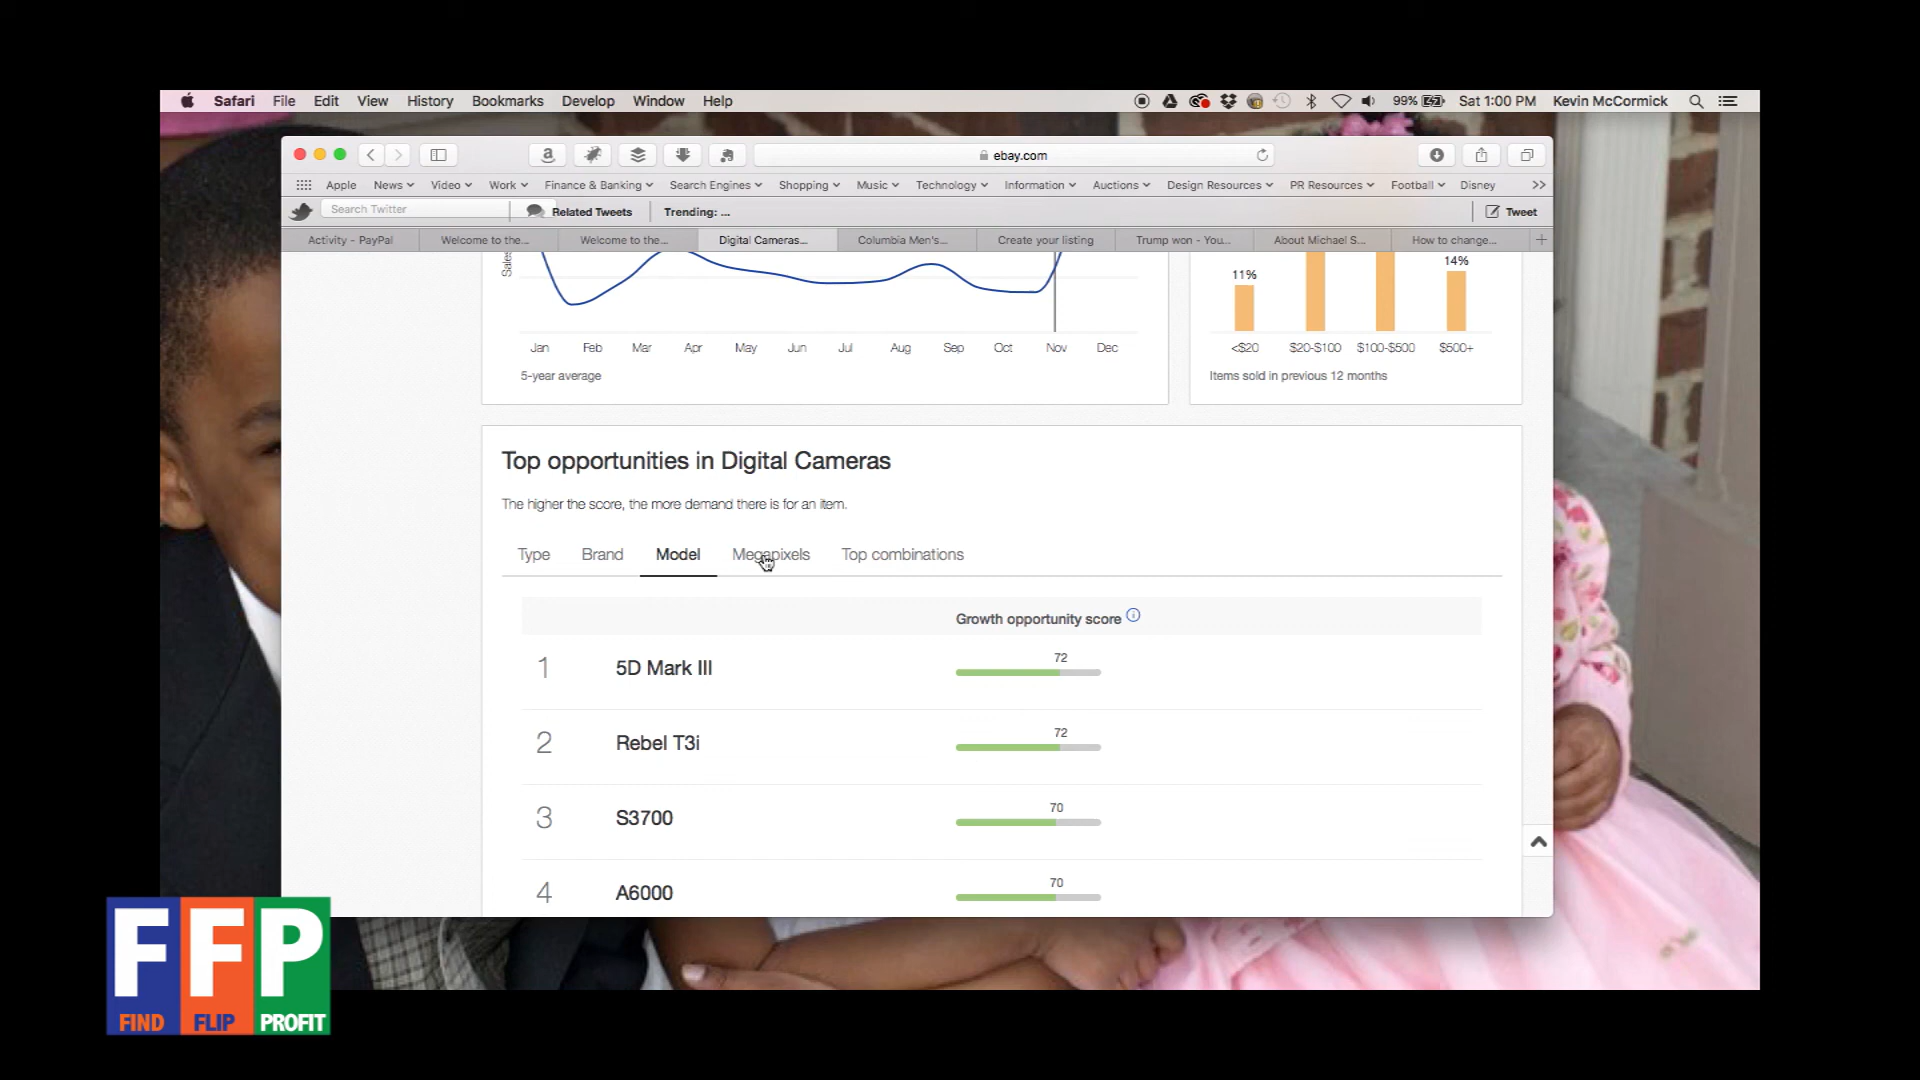 Safari File Edit View History Bookmarks Develop Window Help 99% Sat 1:00 PM Kevin McCormick
ebay.com
Apple News Video Work Finance & Banking Search Engines Shopping Music Technology Information Auctions Design Resources PR Resources Football Disney >>
Search Twitter Related Tweets Trending: ... Tweet
Activity - PayPal Welcome to the... Welcome to the... Digital Cameras... Columbia Men's... Create your listing Trump won - You... About Michael S... How to change... +
Sales
11% 14%
Jan Feb Mar Apr May Jun Jul Aug Sep Oct Nov Dec
<$20 $20-$100 $100-$500 $500+
5-year average
Items sold in previous 12 months
Top opportunities in Digital Cameras
The higher the score, the more demand there is for an item.
Type Brand Model Megapixels Top combinations
Growth opportunity score
1 5D Mark III 72
2 Rebel T3i 72
3 S3700 70
4 A6000 70
FFP
FIND FLIP PROFIT